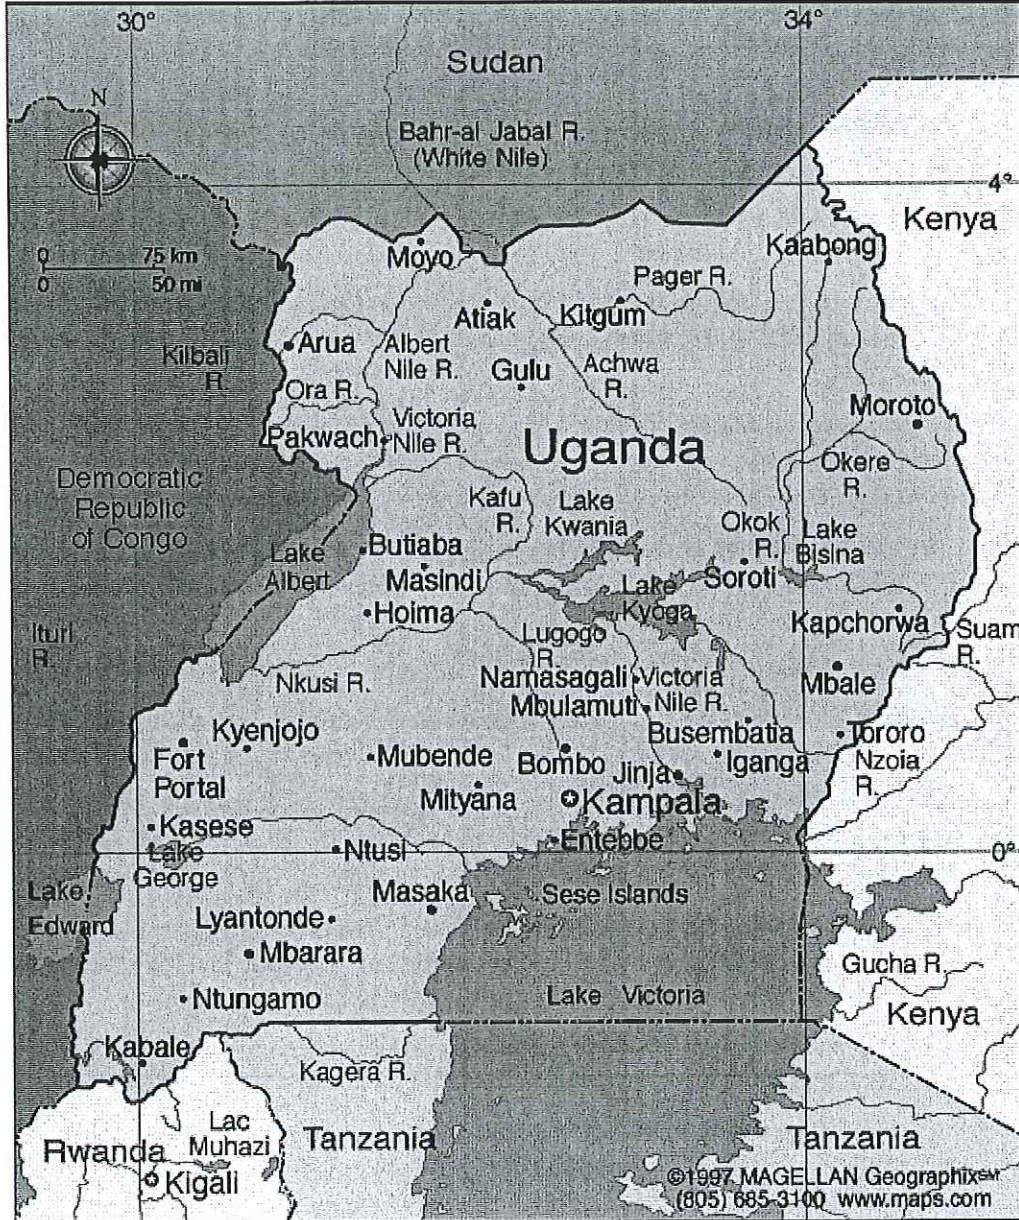 30°
34°
Sudan
N
Bahr-al Jabal R.
(White Nile)
4°
Kenya
0 75 km
0 50 mi
Moyo
Kaabong
Pager R.
Atiak
Kitgum
Arua
Albert
Nile R.
Achwa
R.
Kilbali
R.
Gulu
Ora R.
Moroto
Pakwach
Victoria
Nile R.
Uganda
Okere
R.
Democratic
Republic
of Congo
Kafu
R.
Lake
Kwania
Okok
R.
Lake
Bisina
Butiaba
Lake
Albert
Masindi
Soroti
Lake
Kyoga
Hoima
Kapchorwa
Ituri
R.
Lugogo
R.
Suam
R.
Nkusi R.
Namasagali
Victoria
Nile R.
Mbale
Mbulamuti
Kyenjojo
Busembatia
Tororo
Fort
Portal
Mubende
Bombo
Iganga
Nzoia
R.
Jinja
Mityana
Kampala
Kasese
Entebbe
Lake
George
Ntusi
0°
Lake
Edward
Masaka
Sese Islands
Lyantonde
Mbarara
Gucha R.
Ntungamo
Lake Victoria
Kenya
Kabale
Kagera R.
Lac
Muhazi
Rwanda
Tanzania
Tanzania
Kigali
©1997 MAGELLAN Geographix℠
(805) 685-3100 www.maps.com